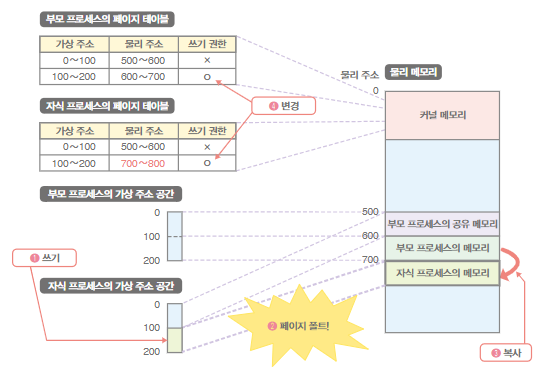 부모 프로세스의 페이지 테이블
가상 주소 물리 주소 쓰기 권한
0~100 500~600 ×
100~200 600~700 O
자식 프로세스의 페이지 테이블
가상 주소 물리 주소 쓰기 권한
0~100 500~600 ×
100~200 700~800 O
④ 변경
물리 주소
물리 메모리
0
커널 메모리
500
부모 프로세스의 공유 메모리
600
부모 프로세스의 메모리
700
자식 프로세스의 메모리
부모 프로세스의 가상 주소 공간
0
100
200
① 쓰기
자식 프로세스의 가상 주소 공간
0
100
200
② 페이지 폴트!
③ 복사